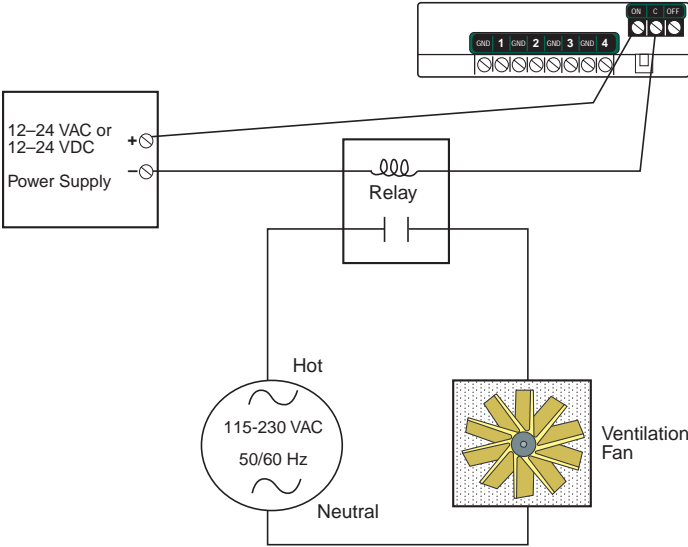 ON C OFF
GND 1 GND 2 GND 3 GND 4
12–24 VAC or
12–24 VDC
+
–
Power Supply
Relay
Hot
115-230 VAC
50/60 Hz
Neutral
Ventilation
Fan